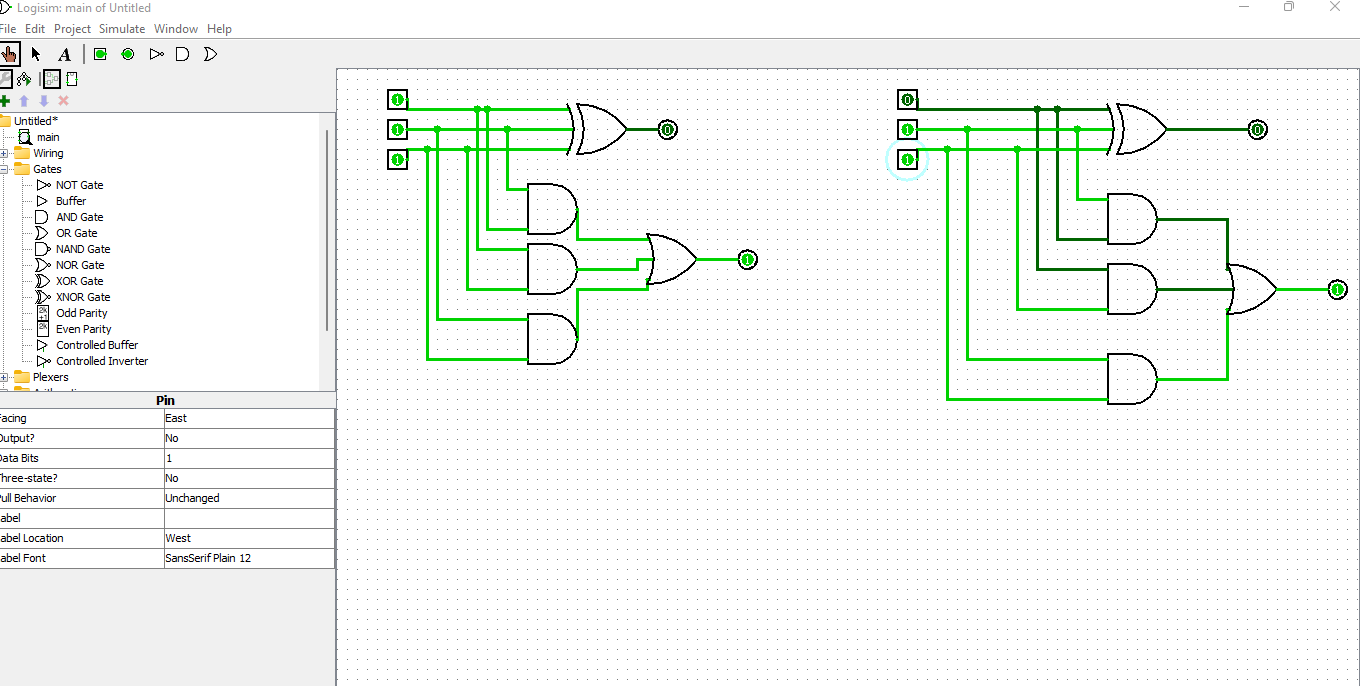 Logisim: main of Untitled
File Edit Project Simulate Window Help
A
Untitled*
main
Wiring
Gates
NOT Gate
Buffer
AND Gate
OR Gate
NAND Gate
NOR Gate
XOR Gate
XNOR Gate
2k
+1
Odd Parity
2k
Even Parity
Controlled Buffer
Controlled Inverter
Plexers
Pin
Facing East
Output? No
Data Bits 1
Three-state? No
Pull Behavior Unchanged
Label
Label Location West
Label Font SansSerif Plain 12
1
1
1
0
1
0
1
1
0
1